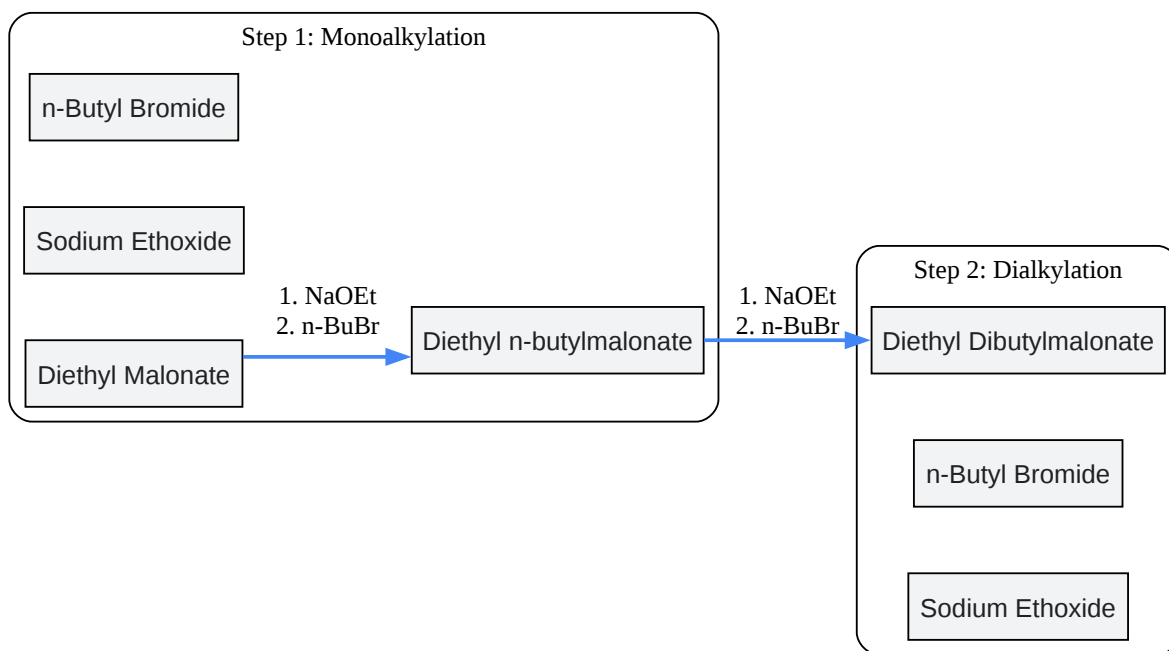 Step 1: Monoalkylation
n-Butyl Bromide
Sodium Ethoxide
Diethyl Malonate
1. NaOEt
2. n-BuBr
Diethyl n-butylmalonate
1. NaOEt
2. n-BuBr
Step 2: Dialkylation
Diethyl Dibutylmalonate
n-Butyl Bromide
Sodium Ethoxide